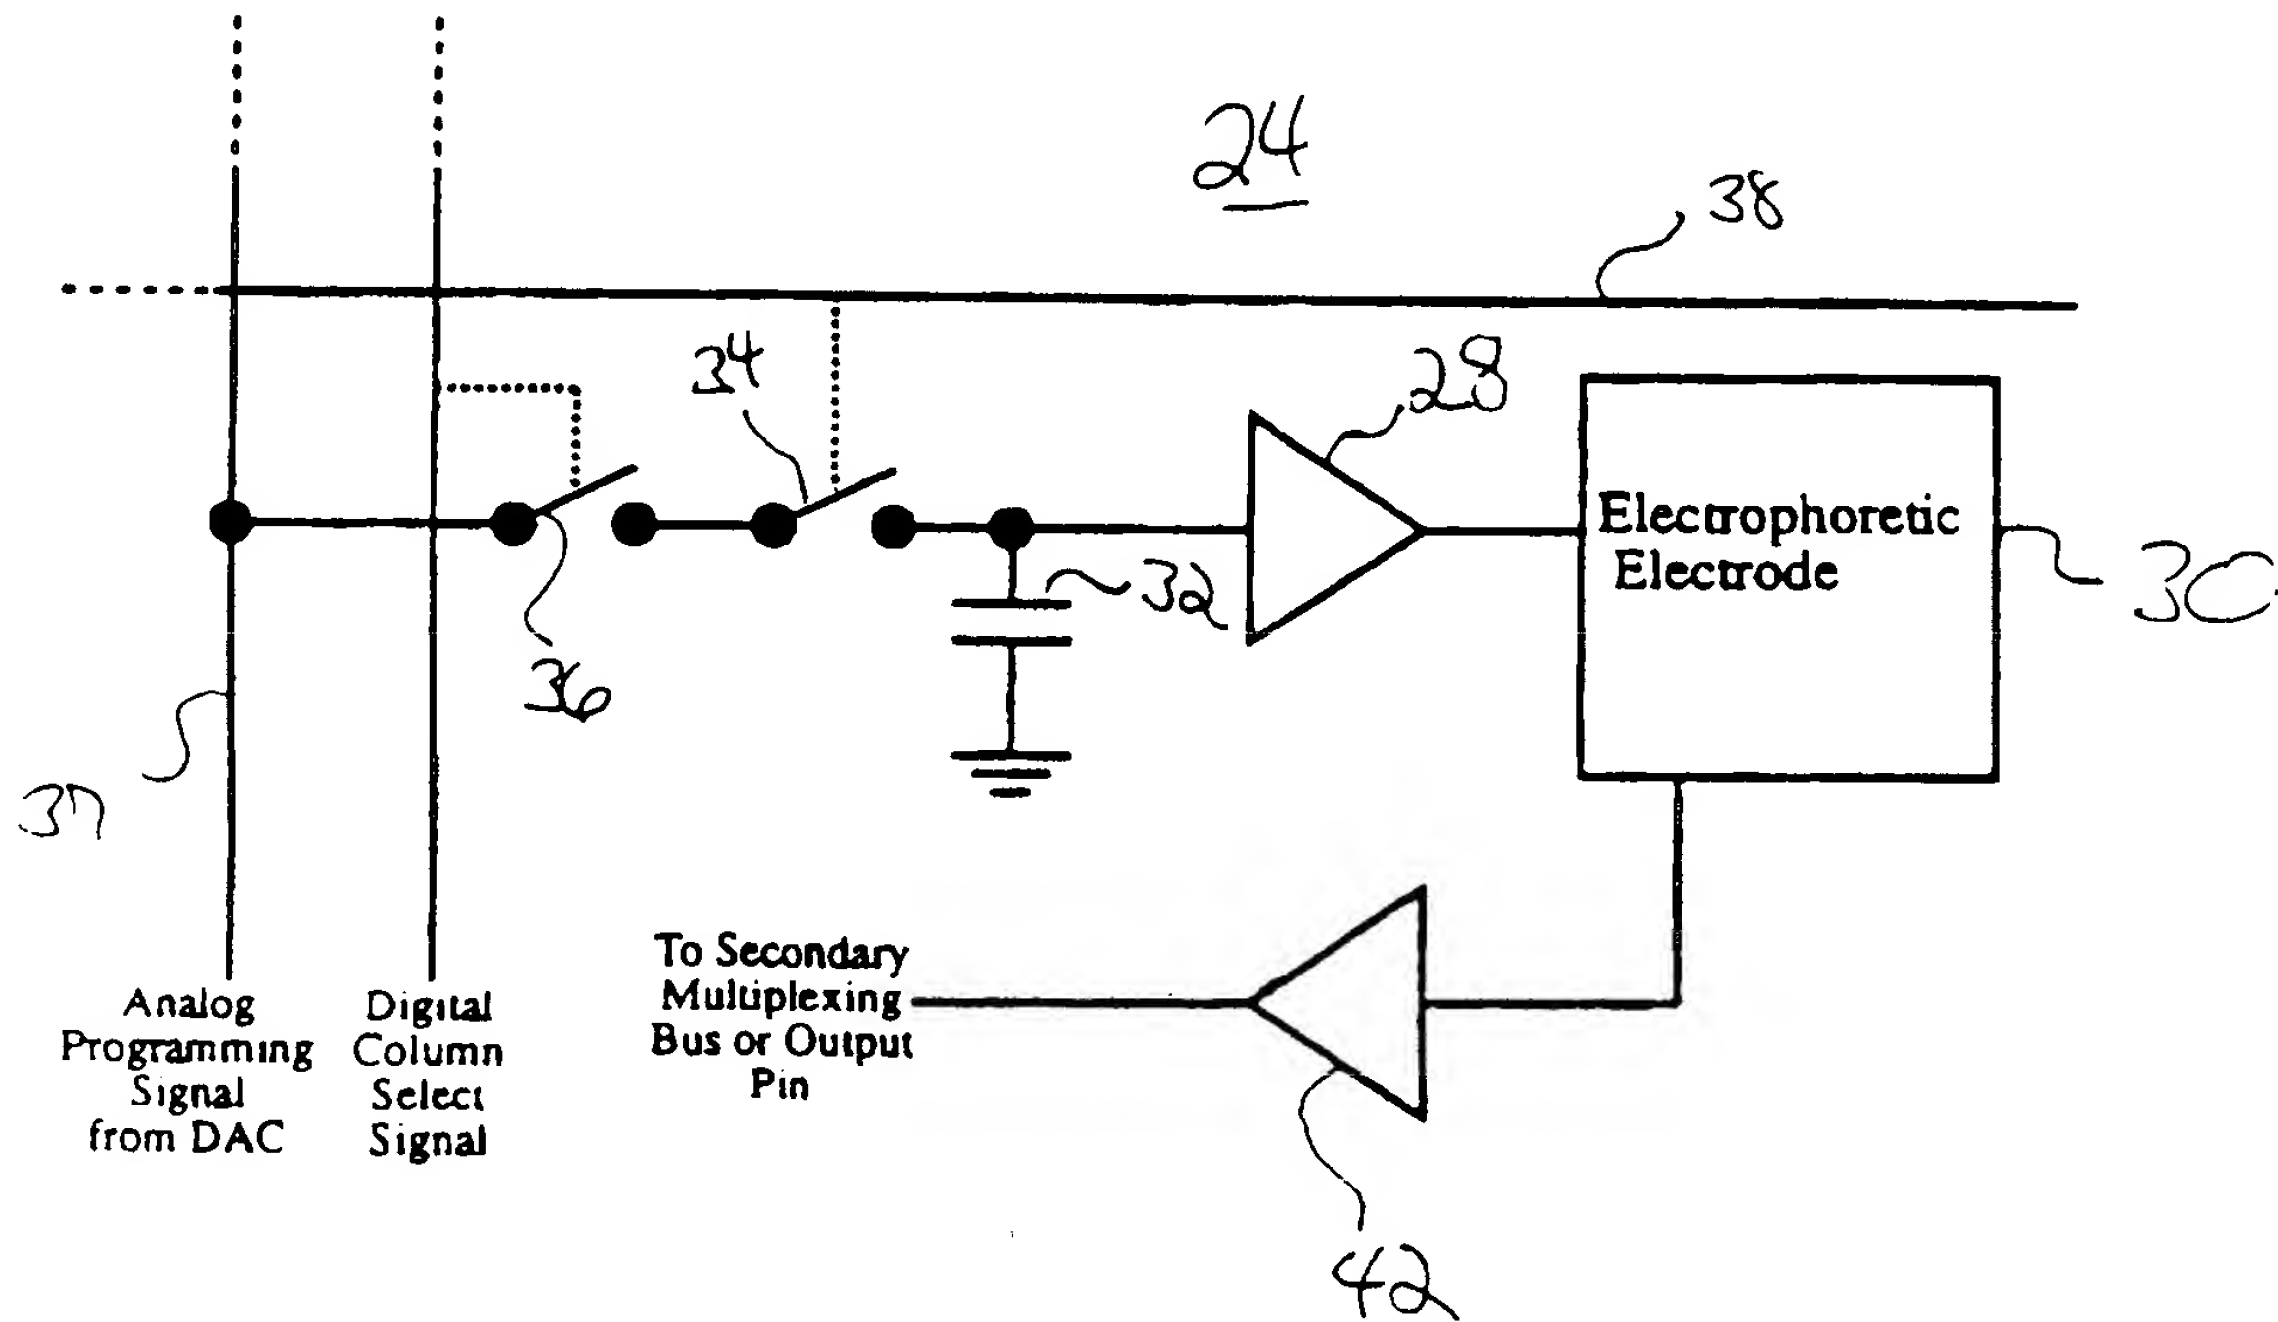 24
38
34
28
Electrophoretic
Electrode
32
30
36
37
To Secondary
Multiplexing
Bus or Output
Pin
Analog
Programming
Signal
from DAC
Digital
Column
Select
Signal
42